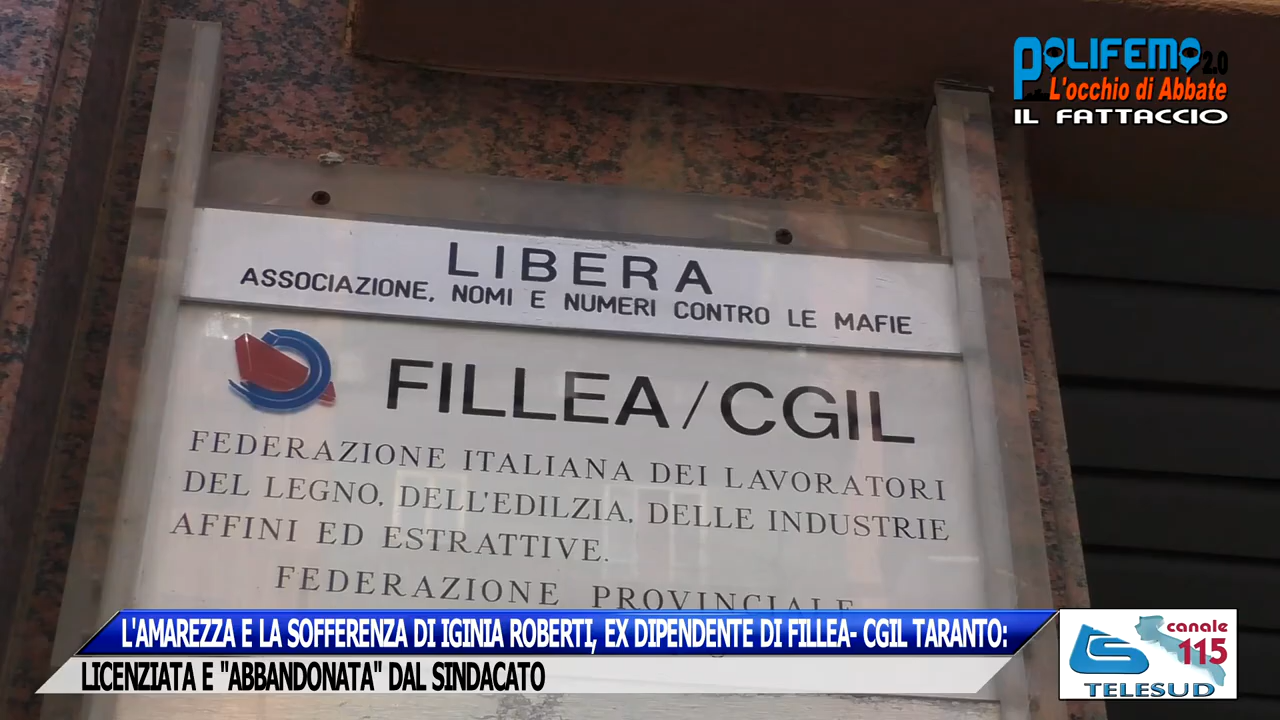 POLIFEMO 2.0
L'occhio di Abbate
IL FATTACCIO
LIBERA
ASSOCIAZIONE, NOMI E NUMERI CONTRO LE MAFIE
FILLEA/CGIL
FEDERAZIONE ITALIANA DEI LAVORATORI
DEL LEGNO, DELL'EDILZIA, DELLE INDUSTRIE
AFFINI ED ESTRATTIVE.
FEDERAZIONE PROVINCIALE
L'AMAREZZA E LA SOFFERENZA DI IGINIA ROBERTI, EX DIPENDENTE DI FILLEA- CGIL TARANTO:
LICENZIATA E "ABBANDONATA" DAL SINDACATO
canale
115
TELESUD